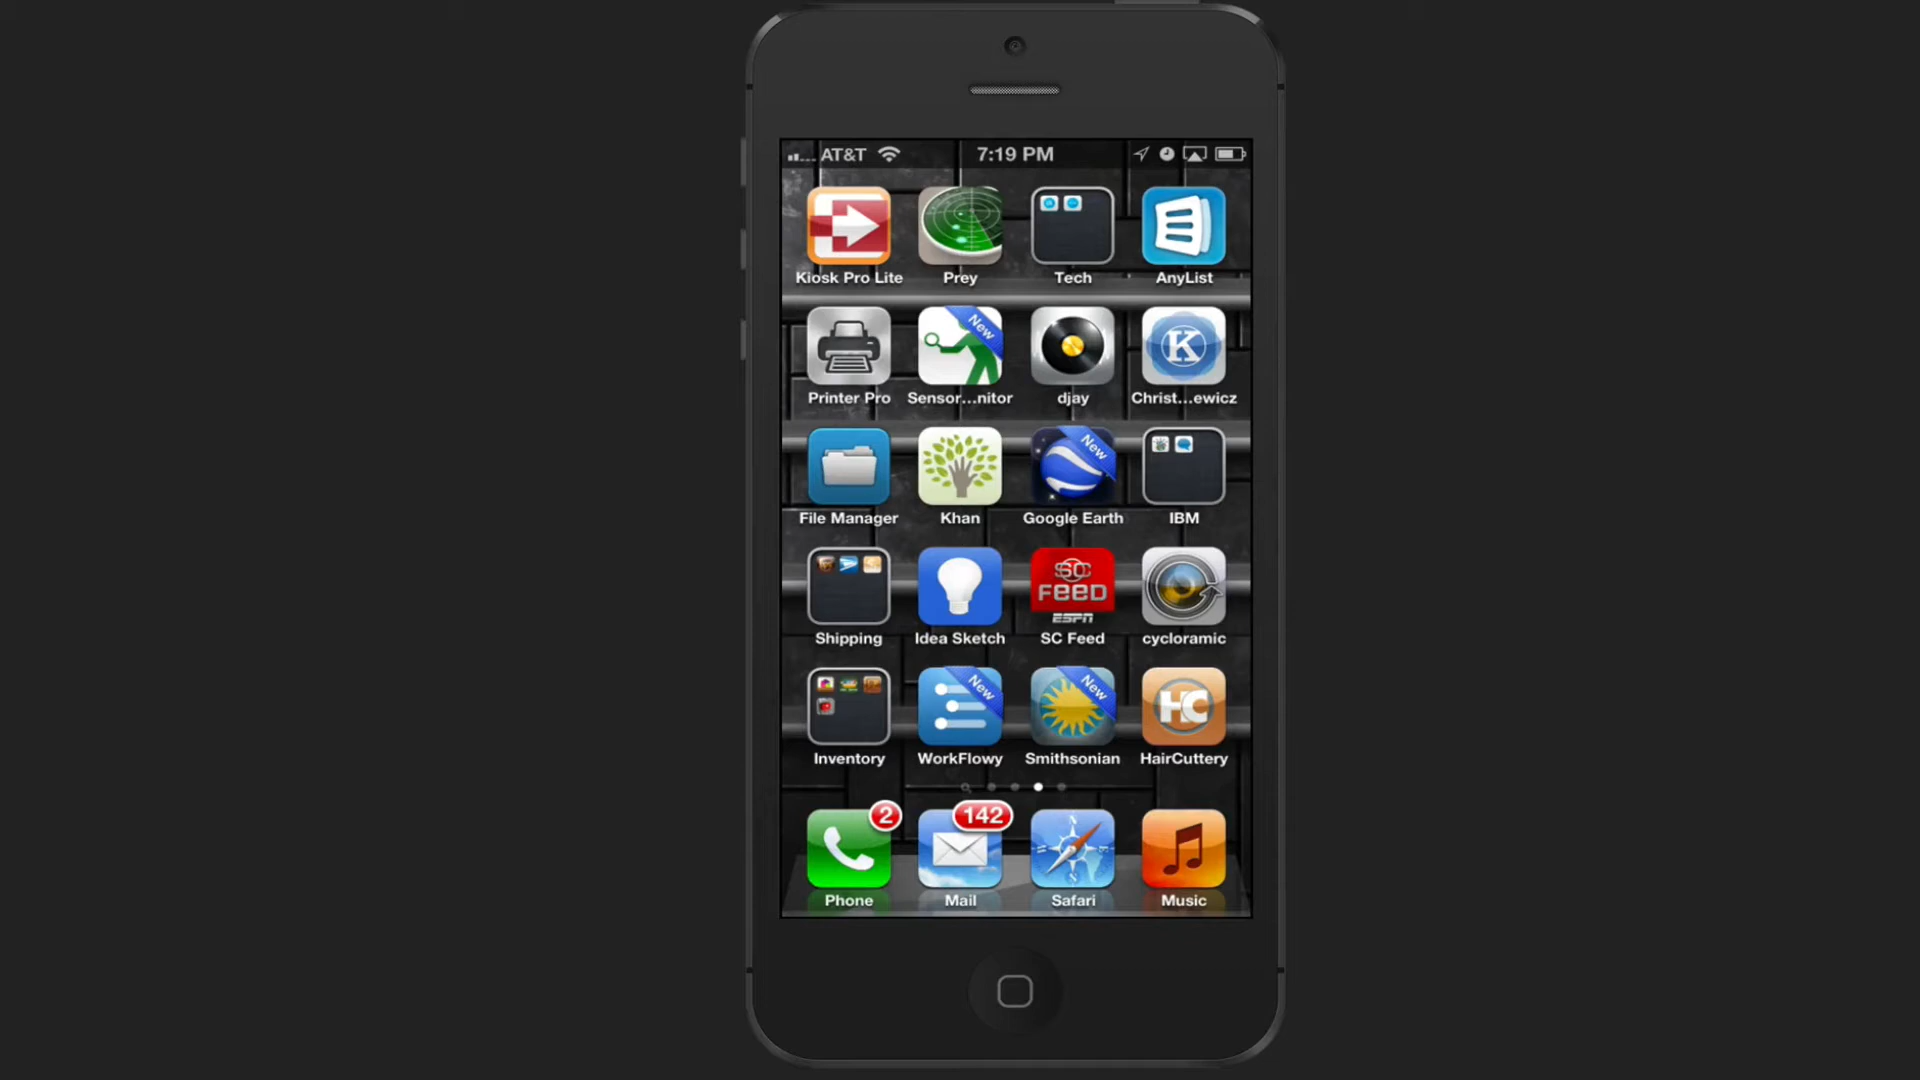 AT&T 7:19 PM
Kiosk Pro Lite Prey Tech AnyList
New K
Printer Pro Sensor...nitor djay Christ...ewicz
New
File Manager Khan Google Earth IBM
SC
FEED
ESPN
Shipping Idea Sketch SC Feed cycloramic
New New HC
Inventory WorkFlowy Smithsonian HairCuttery
2 142
N
S
Phone Mail Safari Music